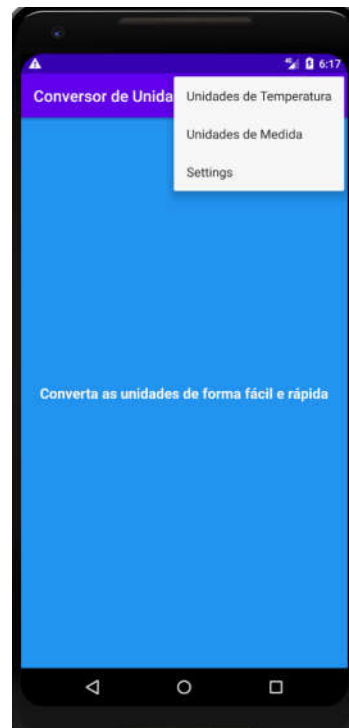 6:17
Conversor de Unida
Unidades de Temperatura
Unidades de Medida
Settings
Converta as unidades de forma fácil e rápida